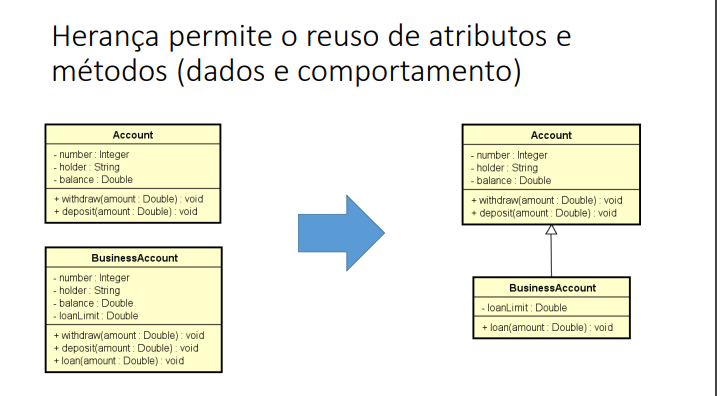 Herança permite o reuso de atributos e
métodos (dados e comportamento)
Account
- number : Integer
- holder : String
- balance : Double
+ withdraw(amount : Double) : void
+ deposit(amount : Double) : void
BusinessAccount
- number : Integer
- holder : String
- balance : Double
- loanLimit : Double
+ withdraw(amount : Double) : void
+ deposit(amount : Double) : void
+ loan(amount : Double) : void
Account
- number : Integer
- holder : String
- balance : Double
+ withdraw(amount : Double) : void
+ deposit(amount : Double) : void
BusinessAccount
- loanLimit : Double
+ loan(amount : Double) : void